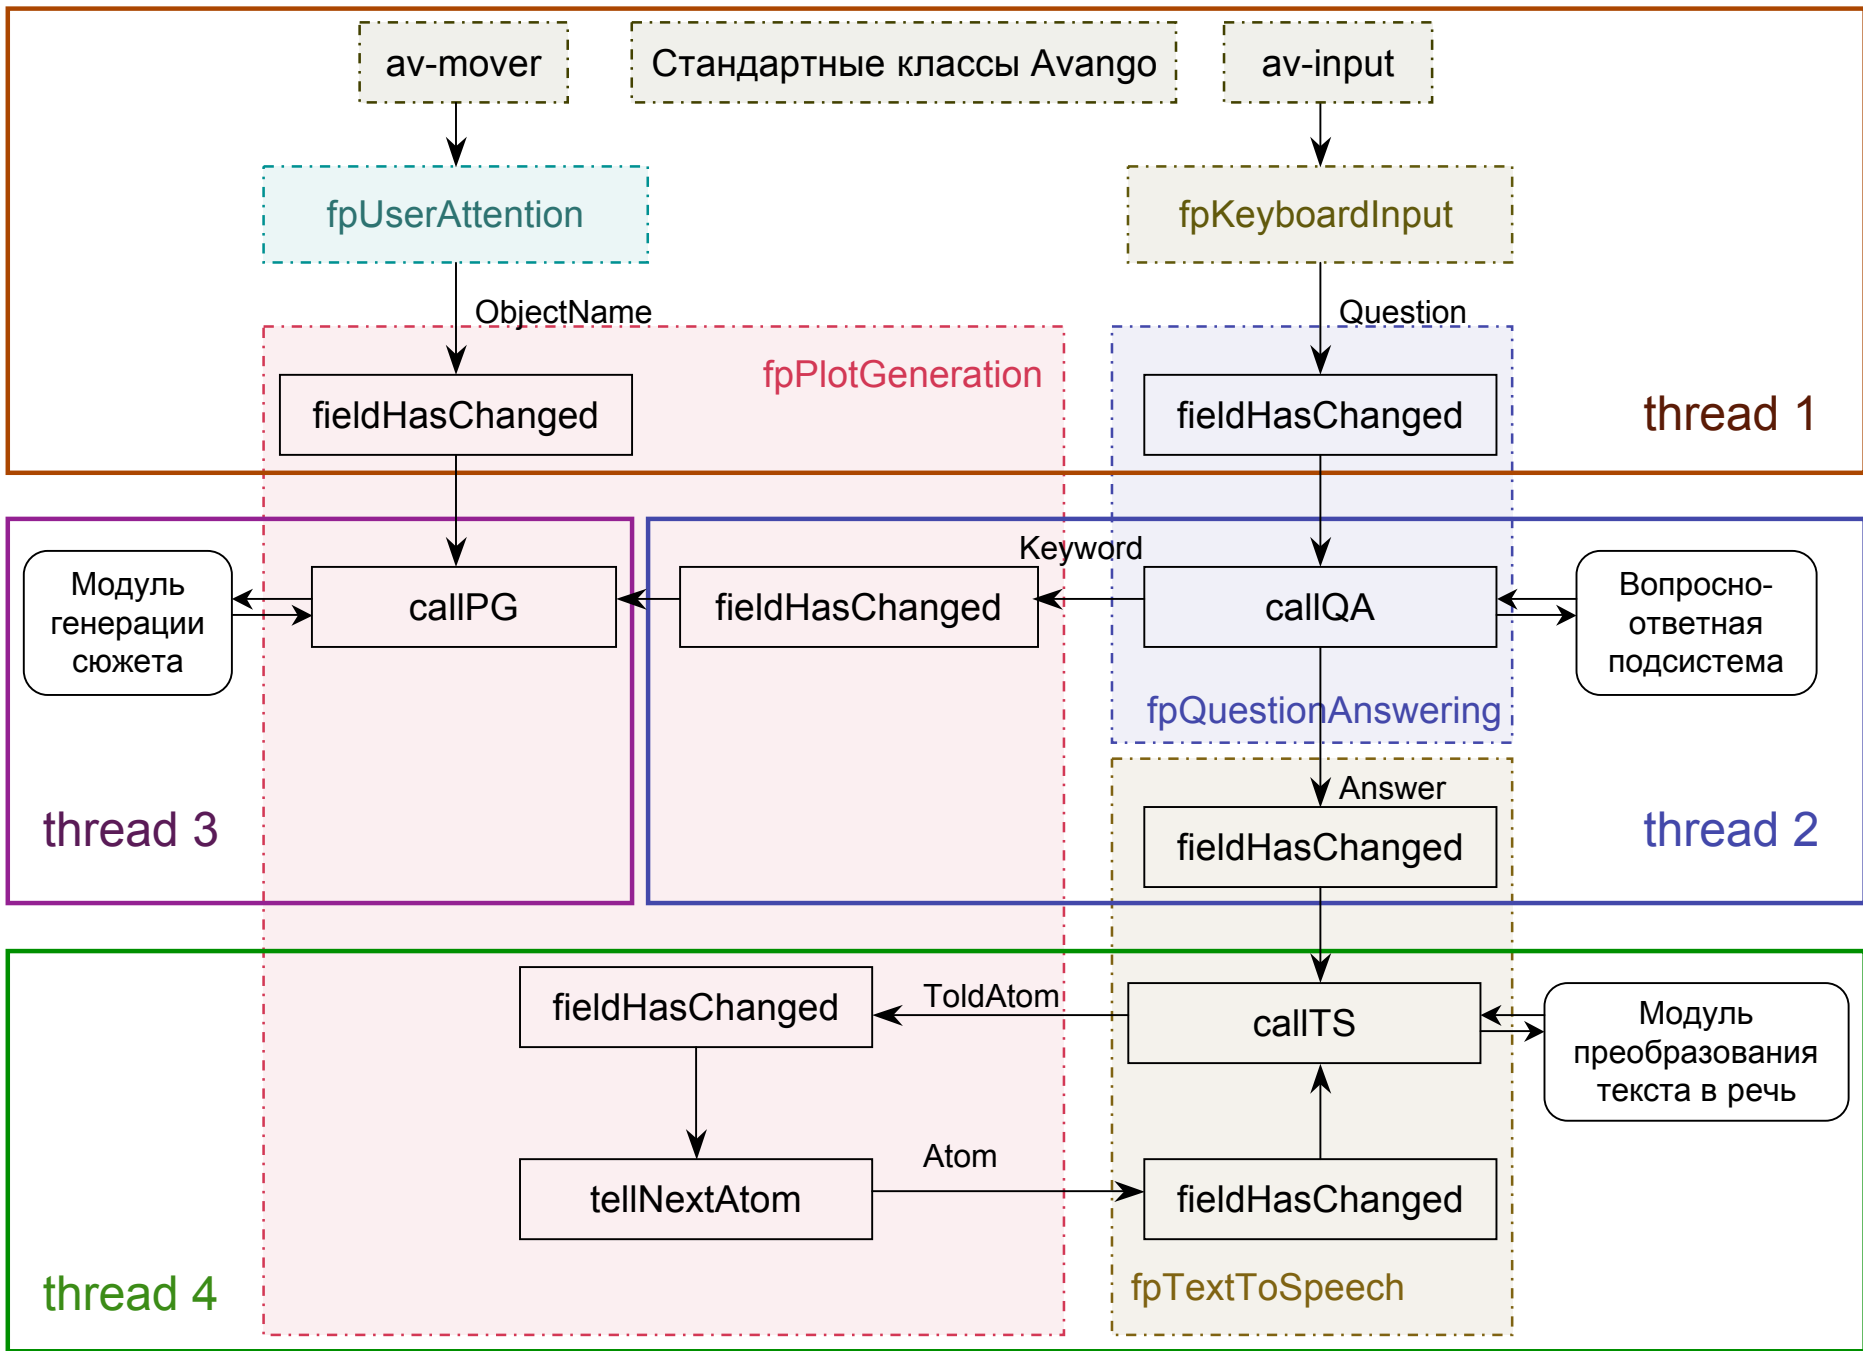 av-mover
Стандартные классы Avango
av-input
fpUserAttention
fpKeyboardInput
ObjectName
Question
fpPlotGeneration
fieldHasChanged
fieldHasChanged
thread 1
Keyword
Модуль
генерации
сюжета
callPG
fieldHasChanged
callQA
Вопросно-
ответная
подсистема
fpQuestionAnswering
Answer
thread 3
fieldHasChanged
thread 2
ToldAtom
fieldHasChanged
callTS
Модуль
преобразования
текста в речь
Atom
tellNextAtom
fieldHasChanged
thread 4
fpTextToSpeech